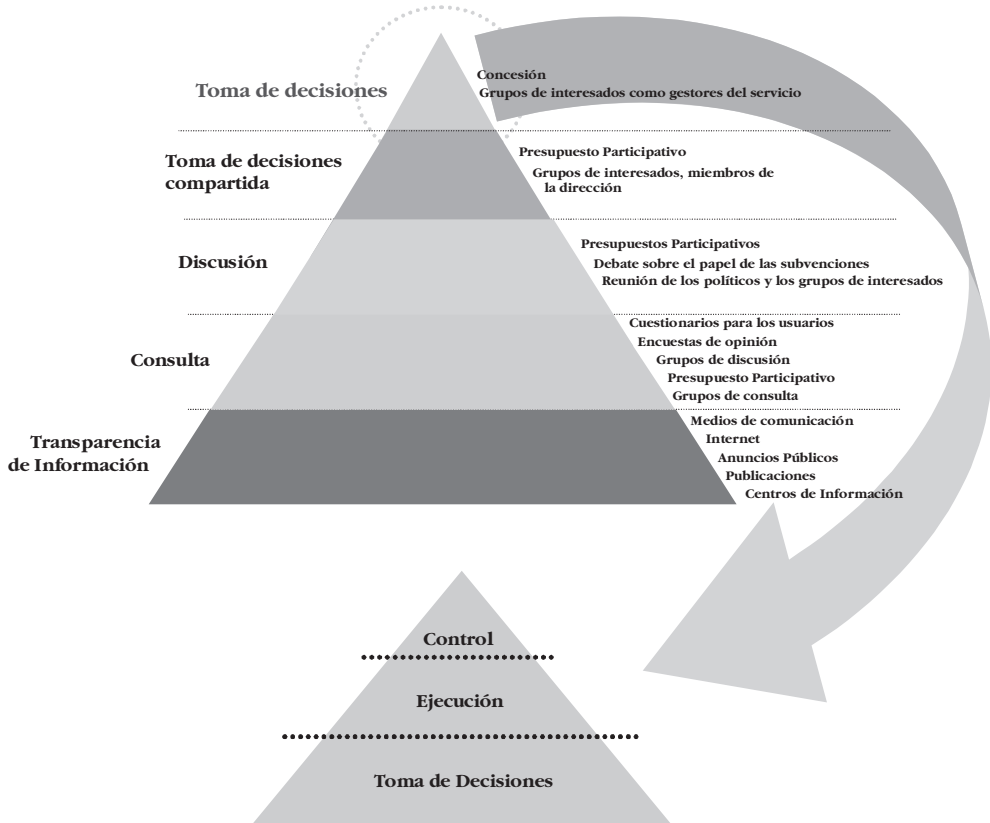 Toma de decisiones
Concesión
Grupos de interesados como gestores del servicio
Toma de decisiones
compartida
Presupuesto Participativo
Grupos de interesados, miembros de
la dirección
Discusión
Presupuestos Participativos
Debate sobre el papel de las subvenciones
Reunión de los políticos y los grupos de interesados
Consulta
Cuestionarios para los usuarios
Encuestas de opinión
Grupos de discusión
Presupuesto Participativo
Grupos de consulta
Transparencia
de Información
Medios de comunicación
Internet
Anuncios Públicos
Publicaciones
Centros de Información
Control
Ejecución
Toma de Decisiones